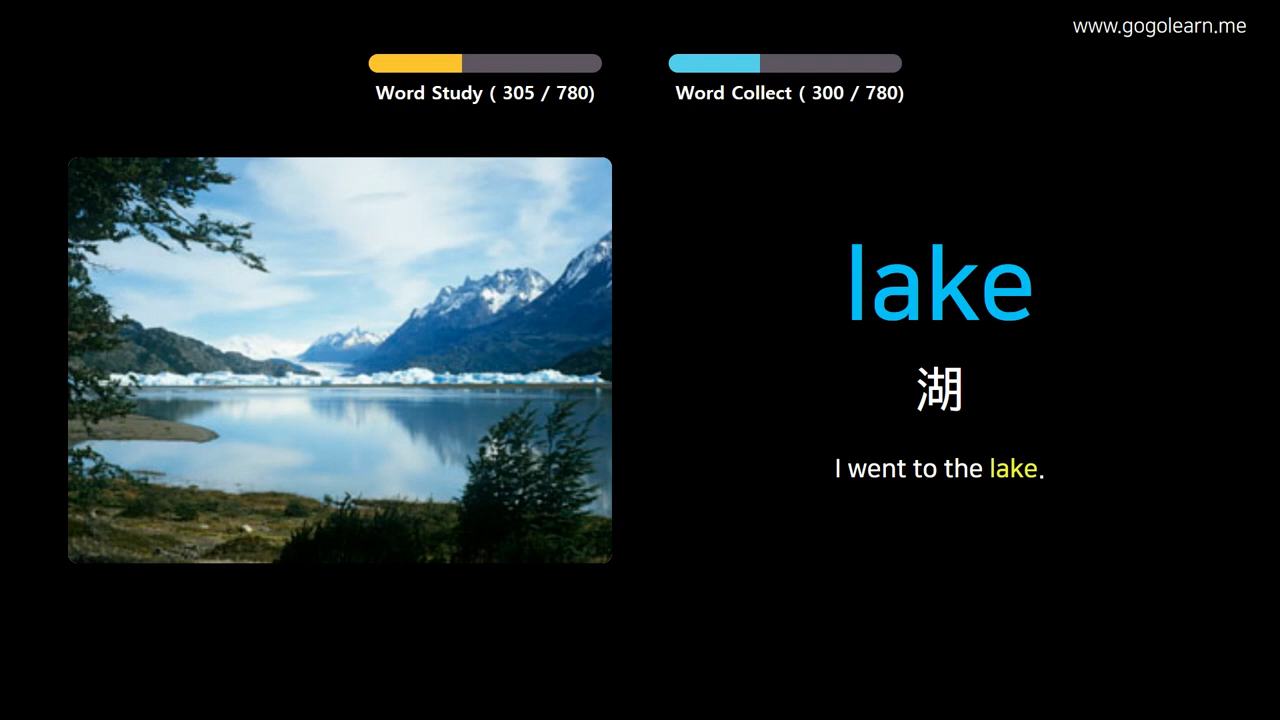 www.gogolearn.me
Word Study ( 305 / 780)
Word Collect ( 300 / 780)
lake
湖
I went to the lake.